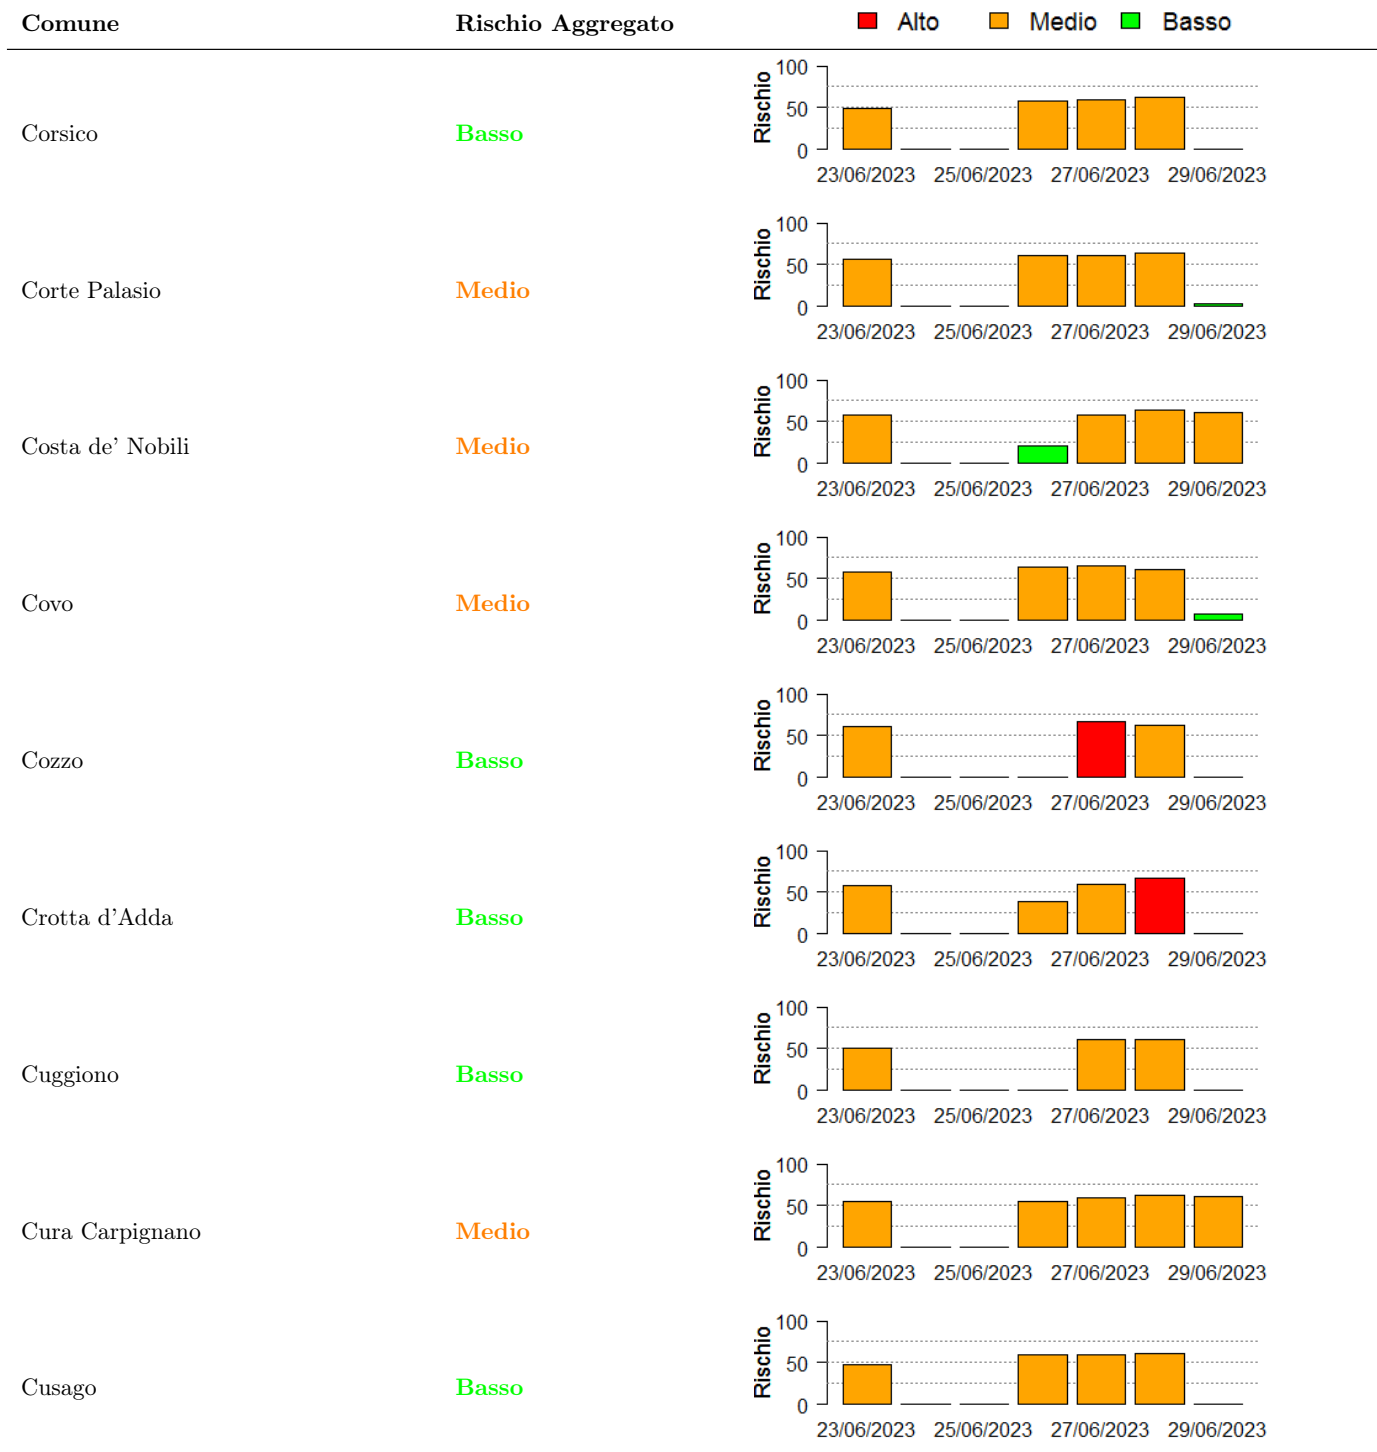 Comune Rischio Aggregato Alto Medio Basso
100
50
0
Rischio
Corsico Basso
23/06/2023 25/06/2023 27/06/2023 29/06/2023
100
50
0
Rischio
Corte Palasio Medio
23/06/2023 25/06/2023 27/06/2023 29/06/2023
100
50
0
Rischio
Costa de’ Nobili Medio
23/06/2023 25/06/2023 27/06/2023 29/06/2023
100
50
0
Rischio
Covo Medio
23/06/2023 25/06/2023 27/06/2023 29/06/2023
100
50
0
Rischio
Cozzo Basso
23/06/2023 25/06/2023 27/06/2023 29/06/2023
100
50
0
Rischio
Crotta d’Adda Basso
23/06/2023 25/06/2023 27/06/2023 29/06/2023
100
50
0
Rischio
Cuggiono Basso
23/06/2023 25/06/2023 27/06/2023 29/06/2023
100
50
0
Rischio
Cura Carpignano Medio
23/06/2023 25/06/2023 27/06/2023 29/06/2023
100
50
0
Rischio
Cusago Basso
23/06/2023 25/06/2023 27/06/2023 29/06/2023